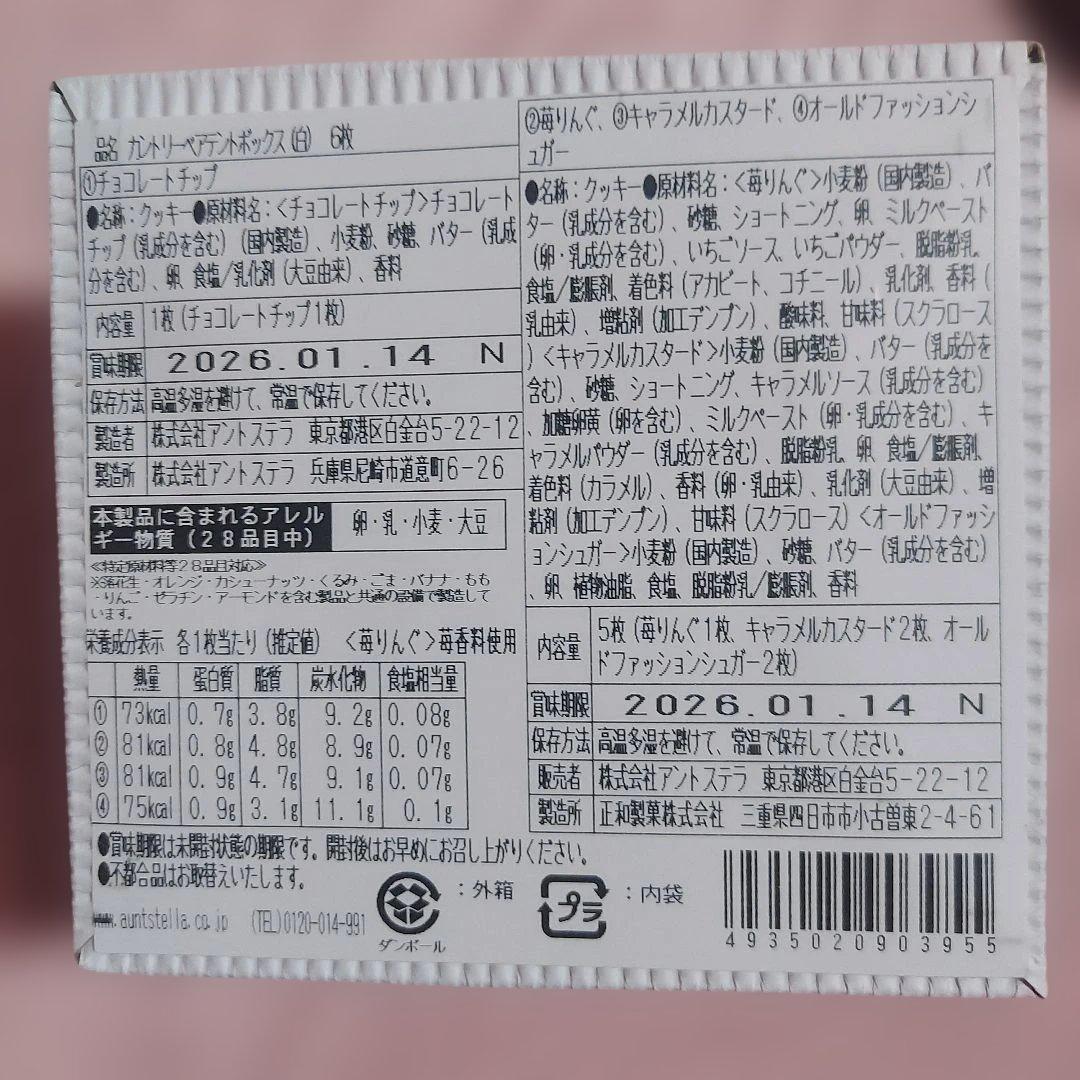 品名 カントリーベアテントボックス(白) 6枚
①チョコレートチップ
●名称：クッキー●原材料名：＜チョコレートチップ＞チョコレート
チップ（乳成分を含む）（国内製造）、小麦粉、砂糖、バター（乳成
分を含む）、卵、食塩／乳化剤（大豆由来）、香料
内容量 1枚(チョコレートチップ1枚)
賞味期限 2026.01.14 N
保存方法 高温多湿を避けて、常温で保存してください。
製造者 株式会社アントステラ 東京都港区白金台5-22-12
製造所 株式会社アントステラ 兵庫県尼崎市道意町6-26
本製品に含まれるアレル
ギー物質（２８品目中） 卵・乳・小麦・大豆
≪特定原材料等２８品目対応≫
※落花生・オレンジ・カシューナッツ・くるみ・ごま・バナナ・もも
・りんご・ゼラチン・アーモンドを含む製品と共通の設備で製造して
います。
栄養成分表示 各1枚当たり（推定値） ＜苺りんぐ＞苺香料使用
熱量 蛋白質 脂質 炭水化物 食塩相当量
① 73kcal 0.7g 3.8g 9.2g 0.08g
② 81kcal 0.8g 4.8g 8.9g 0.07g
③ 81kcal 0.9g 4.7g 9.1g 0.07g
④ 75kcal 0.9g 3.1g 11.1g 0.1g
②苺りんぐ、③キャラメルカスタード、④オールドファッションシ
ュガー
●名称：クッキー●原材料名：＜苺りんぐ＞小麦粉（国内製造）、バ
ター（乳成分を含む）、砂糖、ショートニング、卵、ミルクペースト
（卵・乳成分を含む）、いちごソース、いちごパウダー、脱脂粉乳、
食塩／膨脹剤、着色料（アカビート、コチニール）、乳化剤、香料（
乳由来）、増粘剤（加工デンプン）、酸味料、甘味料（スクラロース
）＜キャラメルカスタード＞小麦粉（国内製造）、バター（乳成分を
含む）、砂糖、ショートニング、キャラメルソース（乳成分を含む）
、加糖卵黄（卵を含む）、ミルクペースト（卵・乳成分を含む）、キ
ャラメルパウダー（乳成分を含む）、脱脂粉乳、卵、食塩／膨脹剤、
着色料（カラメル）、香料（卵・乳由来）、乳化剤（大豆由来）、増
粘剤（加工デンプン）、甘味料（スクラロース）＜オールドファッシ
ョンシュガー＞小麦粉（国内製造）、砂糖、バター（乳成分を含む）
、卵、植物油脂、食塩、脱脂粉乳／膨脹剤、香料
内容量 5枚（苺りんぐ1枚、キャラメルカスタード2枚、オール
ドファッションシュガー2枚）
賞味期限 2026.01.14 N
保存方法 高温多湿を避けて、常温で保存してください。
販売者 株式会社アントステラ 東京都港区白金台5-22-12
製造所 正和製菓株式会社 三重県四日市市小古曽東2-4-61
●賞味期限は未開封状態の期限です。開封後はお早めにお召し上がりください。
●不都合品はお取替えいたします。
www.auntstella.co.jp (TEL)0120-014-991
ダンボール ：外箱
プラ ：内袋
4935020903955